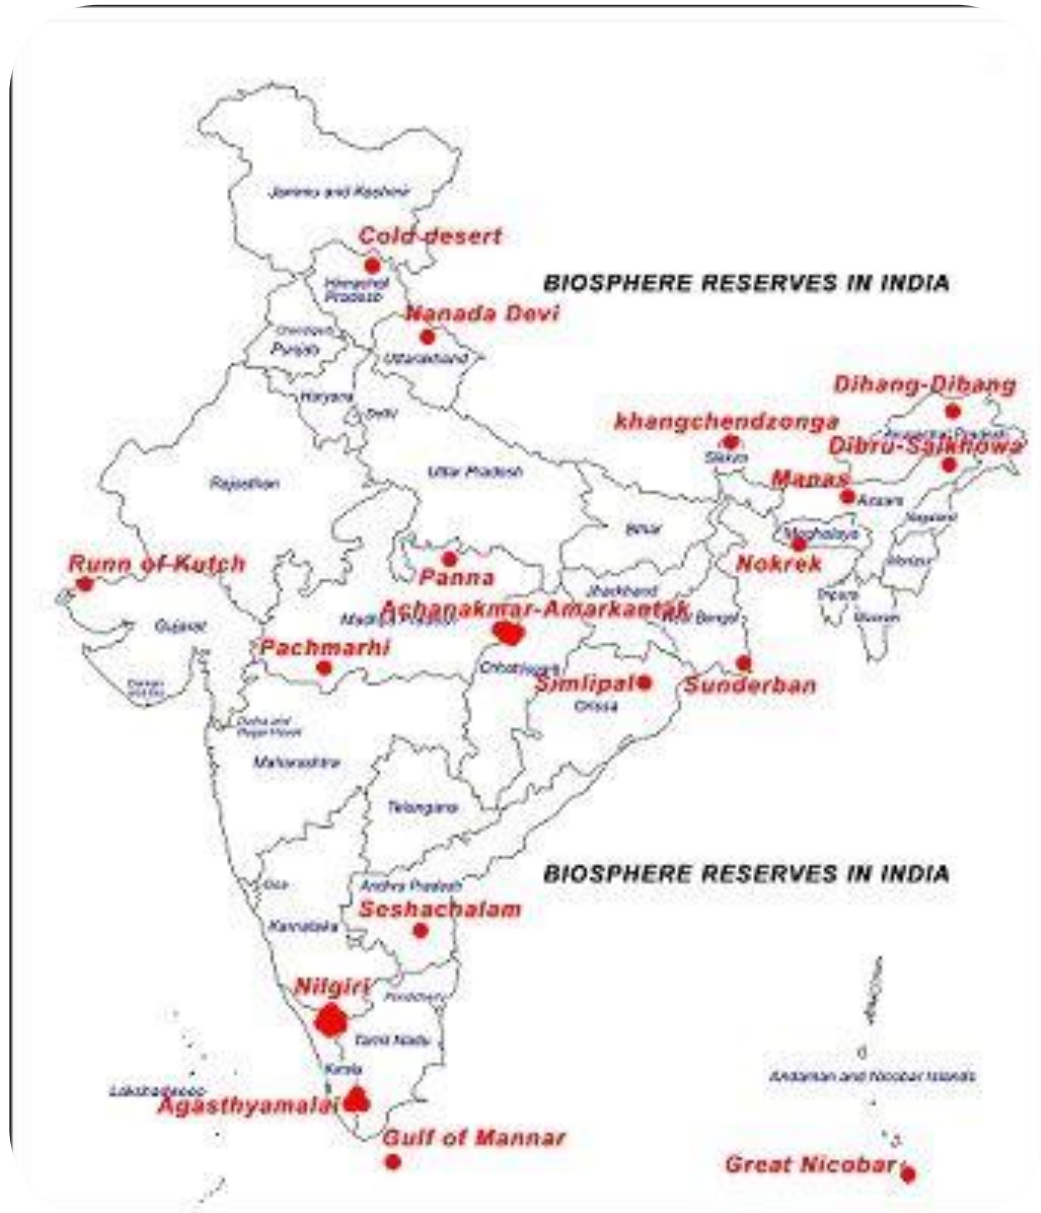 Jammu and Kashmir
Cold desert
Himachal
Pradesh
BIOSPHERE RESERVES IN INDIA
Nanada Devi
Chandigarh
Punjab
Uttarakhand
Haryana
Delhi
Dihang-Dibang
Arunachal Pradesh
khangchendzonga
Sikkim
Dibru-Saikhowa
Rajasthan
Uttar Pradesh
Manas
Assam
Nagaland
Bihar
Meghalaya
Manipur
Runn of Kutch
Panna
Nokrek
Jharkhand
Tripura
Mizoram
Achanakmar-Amarkantak
Madhya Pradesh
West Bengal
Gujarat
Pachmarhi
Chhattisgarh
Simlipal
Sunderban
Orissa
Maharashtra
Telangana
BIOSPHERE RESERVES IN INDIA
Goa
Andhra Pradesh
Seshachalam
Karnataka
Nilgiri
Pondicherry
Tamil Nadu
Kerala
Andaman and Nicobar Islands
Lakshadweep
Agasthyamalai
Gulf of Mannar
Great Nicobar